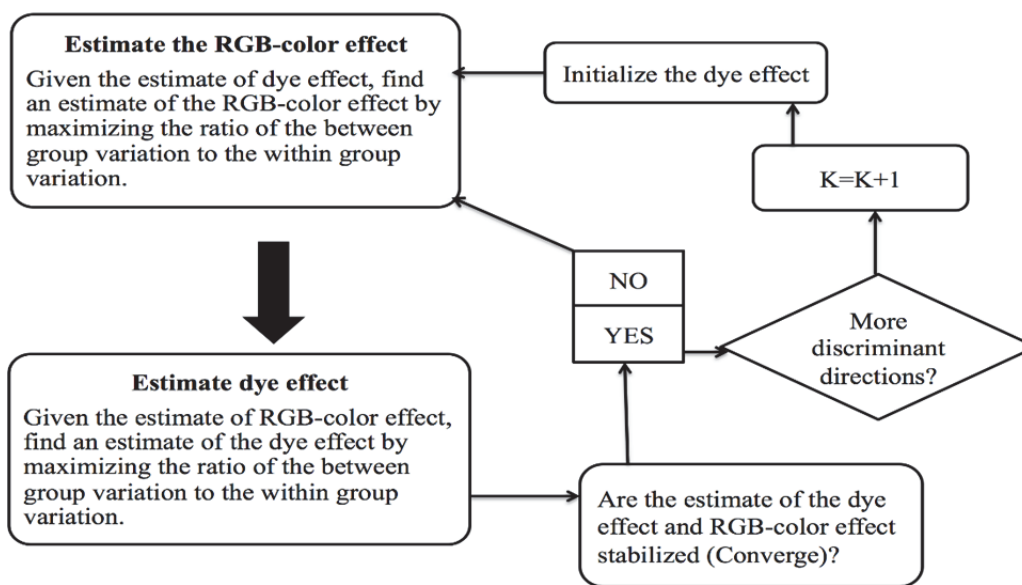 Estimate the RGB-color effect
Given the estimate of dye effect, find
an estimate of the RGB-color effect by
maximizing the ratio of the between
group variation to the within group
variation.
Initialize the dye effect
K=K+1
NO
YES
More
discriminant
directions?
Estimate dye effect
Given the estimate of RGB-color effect,
find an estimate of the dye effect by
maximizing the ratio of the between
group variation to the within group
variation.
Are the estimate of the dye
effect and RGB-color effect
stabilized (Converge)?